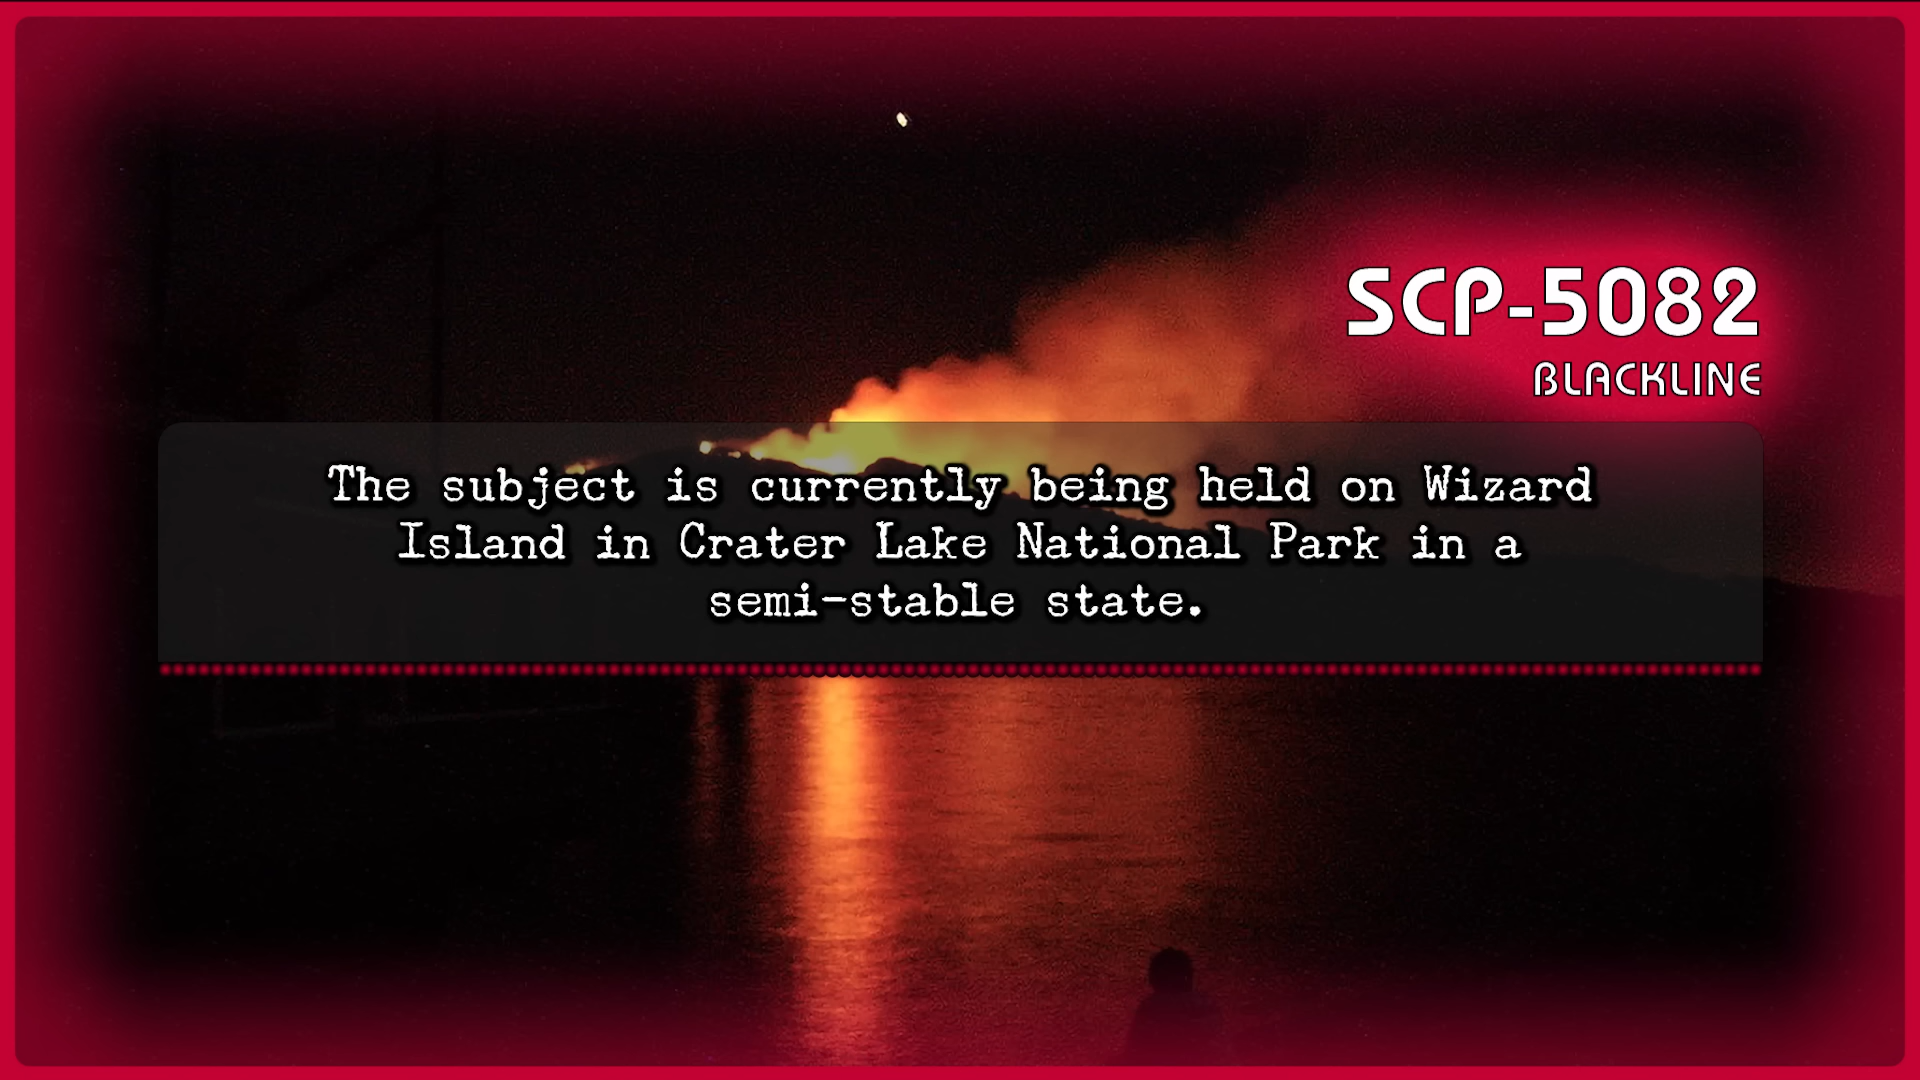 SCP-5082
BLACKLINE
The subject is currently being held on Wizard
Island in Crater Lake National Park in a
semi-stable state.